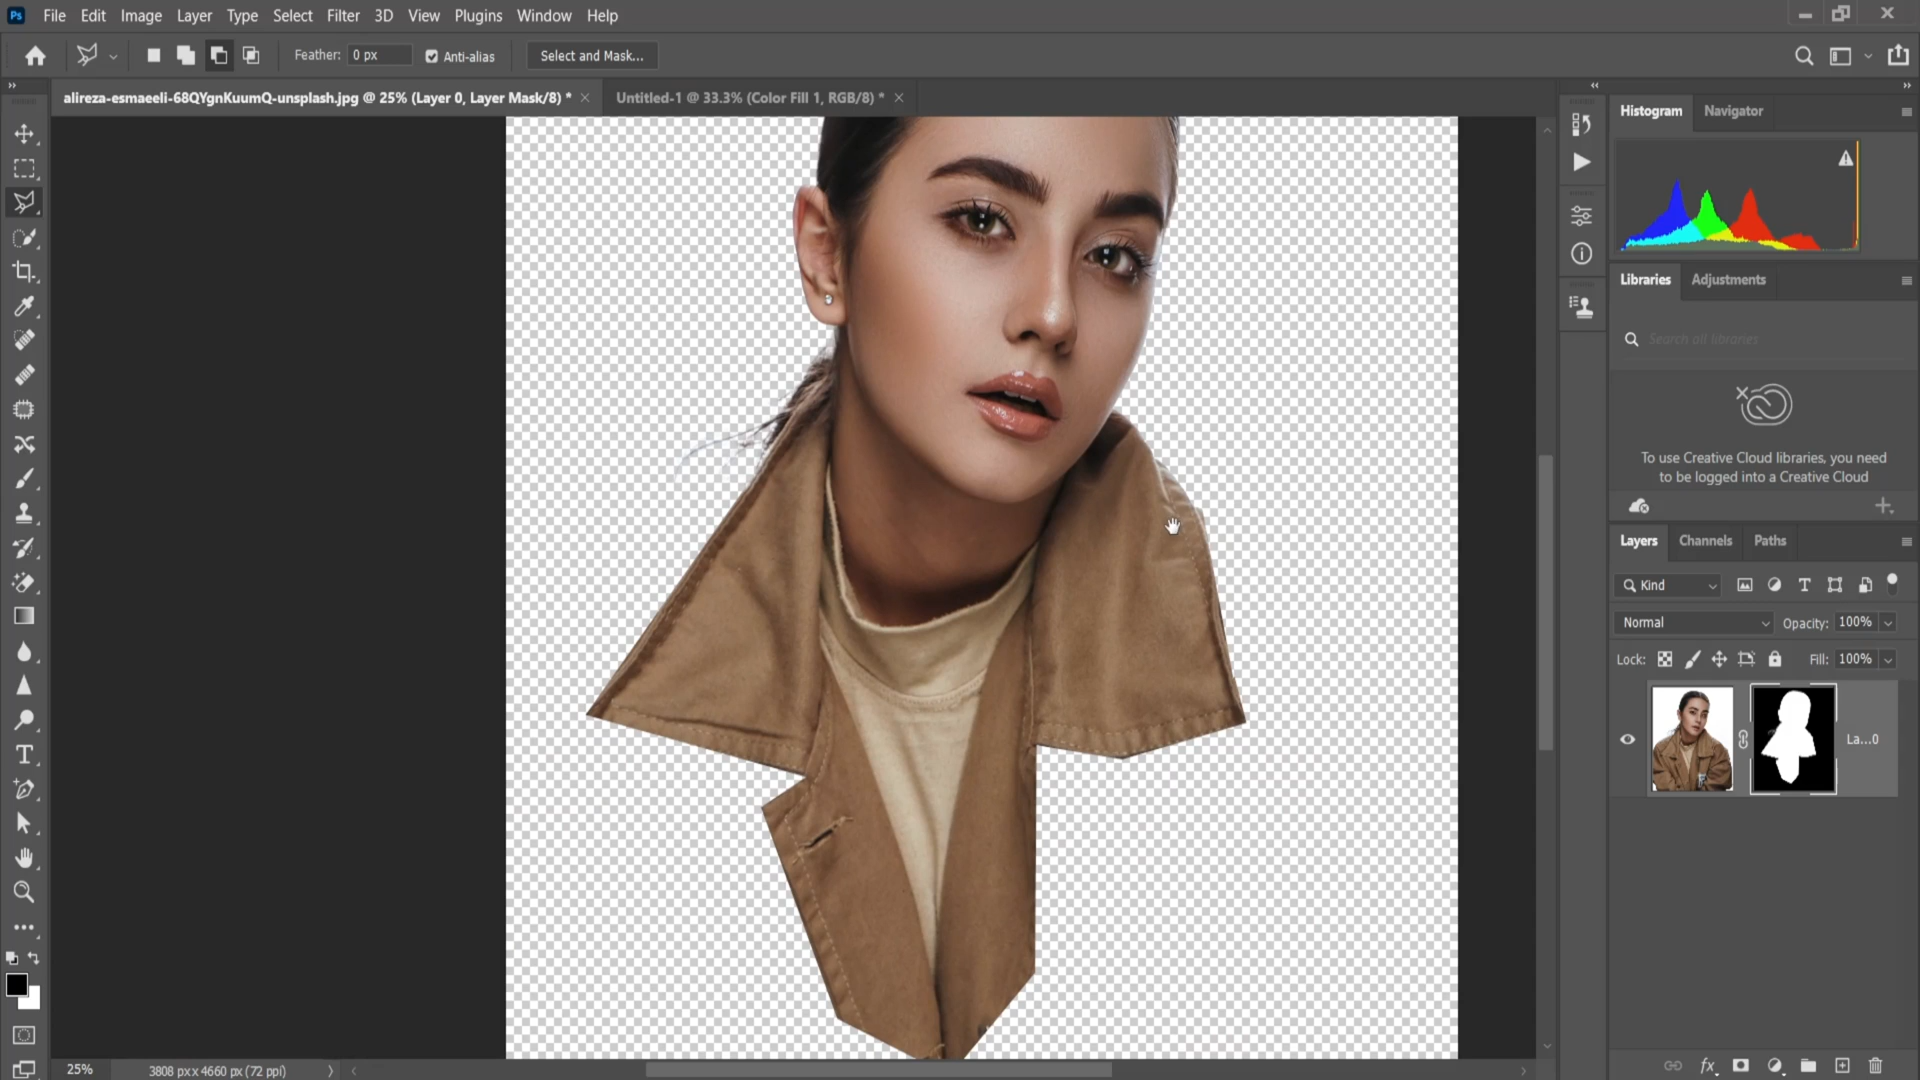 Ps File Edit Image Layer Type Select Filter 3D View Plugins Window Help
Feather: 0 px Anti-alias Select and Mask...
alireza-esmaeeli-68QYgnKuumQ-unsplash.jpg @ 25% (Layer 0, Layer Mask/8) * Untitled-1 @ 33.3% (Color Fill 1, RGB/8) *
Histogram Navigator
Libraries Adjustments
Search all libraries
To use Creative Cloud libraries, you need
to be logged into a Creative Cloud
Layers Channels Paths
Kind
Normal Opacity: 100%
Lock: Fill: 100%
La...0
25% 3808 px x 4660 px (72 ppi)